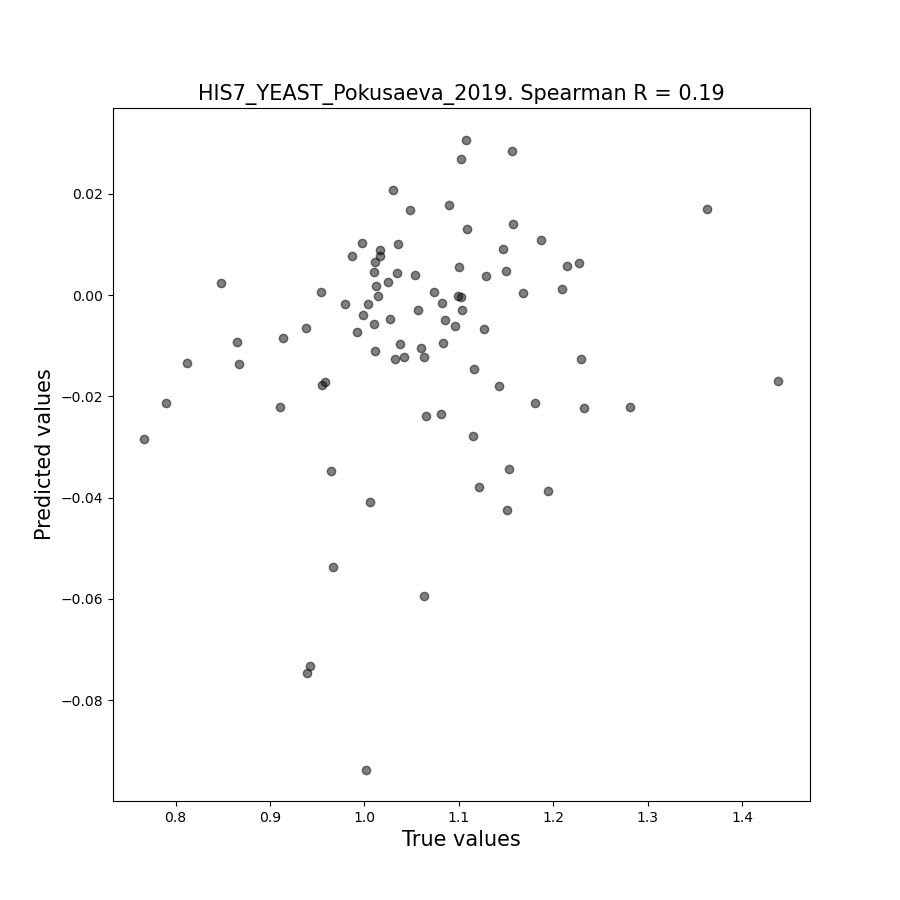 HIS7_YEAST_Pokusaeva_2019. Spearman R = 0.19
Predicted values
0.02
0.00
−0.02
−0.04
−0.06
−0.08
0.8 0.9 1.0 1.1 1.2 1.3 1.4
True values